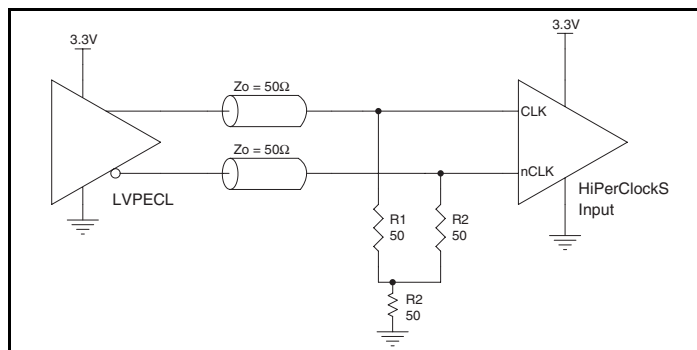 3.3V
3.3V
Zo = 50Ω
CLK
Zo = 50Ω
nCLK
LVPECL
HiPerClockS
Input
R1
50
R2
50
R2
50